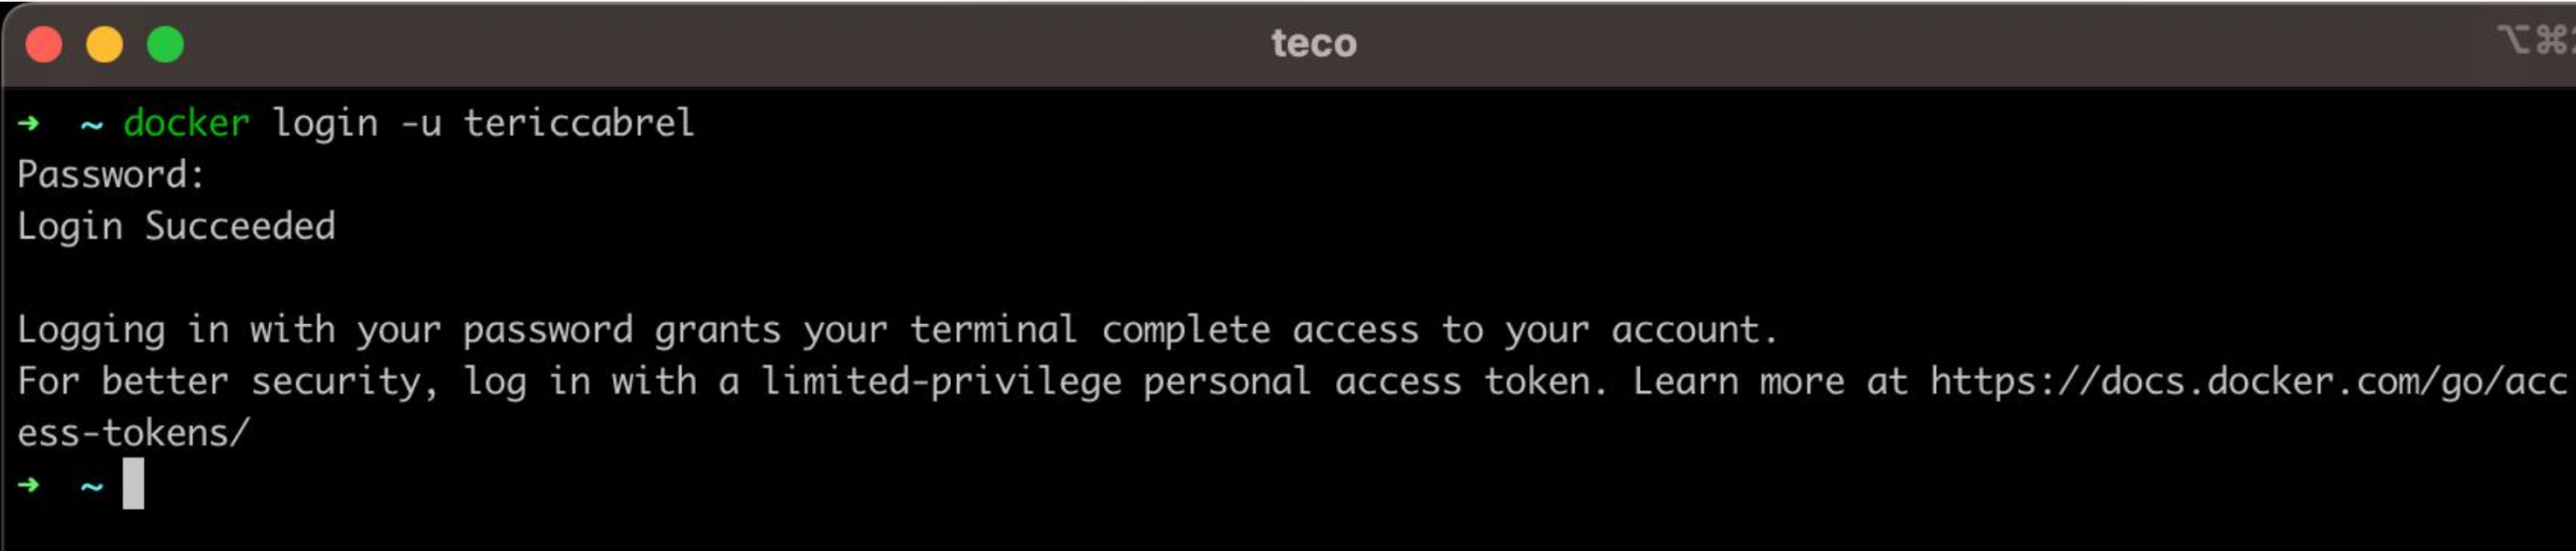 teco
⌥⌘
➜ ~ docker login -u tericcabrel
Password:
Login Succeeded
Logging in with your password grants your terminal complete access to your account.
For better security, log in with a limited-privilege personal access token. Learn more at https://docs.docker.com/go/acc
ess-tokens/
➜ ~